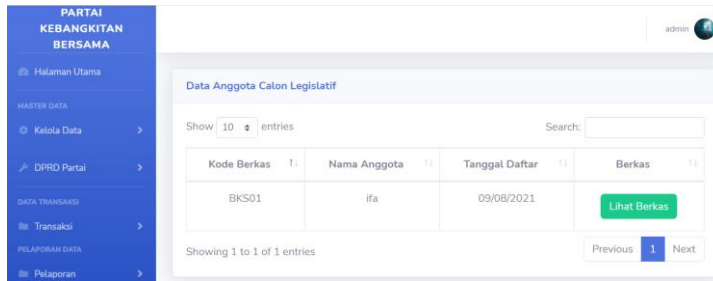 PARTAI
KEBANGKITAN
BERSAMA
admin
Halaman Utama
MASTER DATA
Kelola Data
DPRD Partai
DATA TRANSAKSI
Transaksi
PELAPORAN DATA
Pelaporan
Data Anggota Calon Legislatif
Show 10 entries Search:
Kode Berkas Nama Anggota Tanggal Daftar Berkas
BKS01 ifa 09/08/2021 Lihat Berkas
Showing 1 to 1 of 1 entries Previous 1 Next